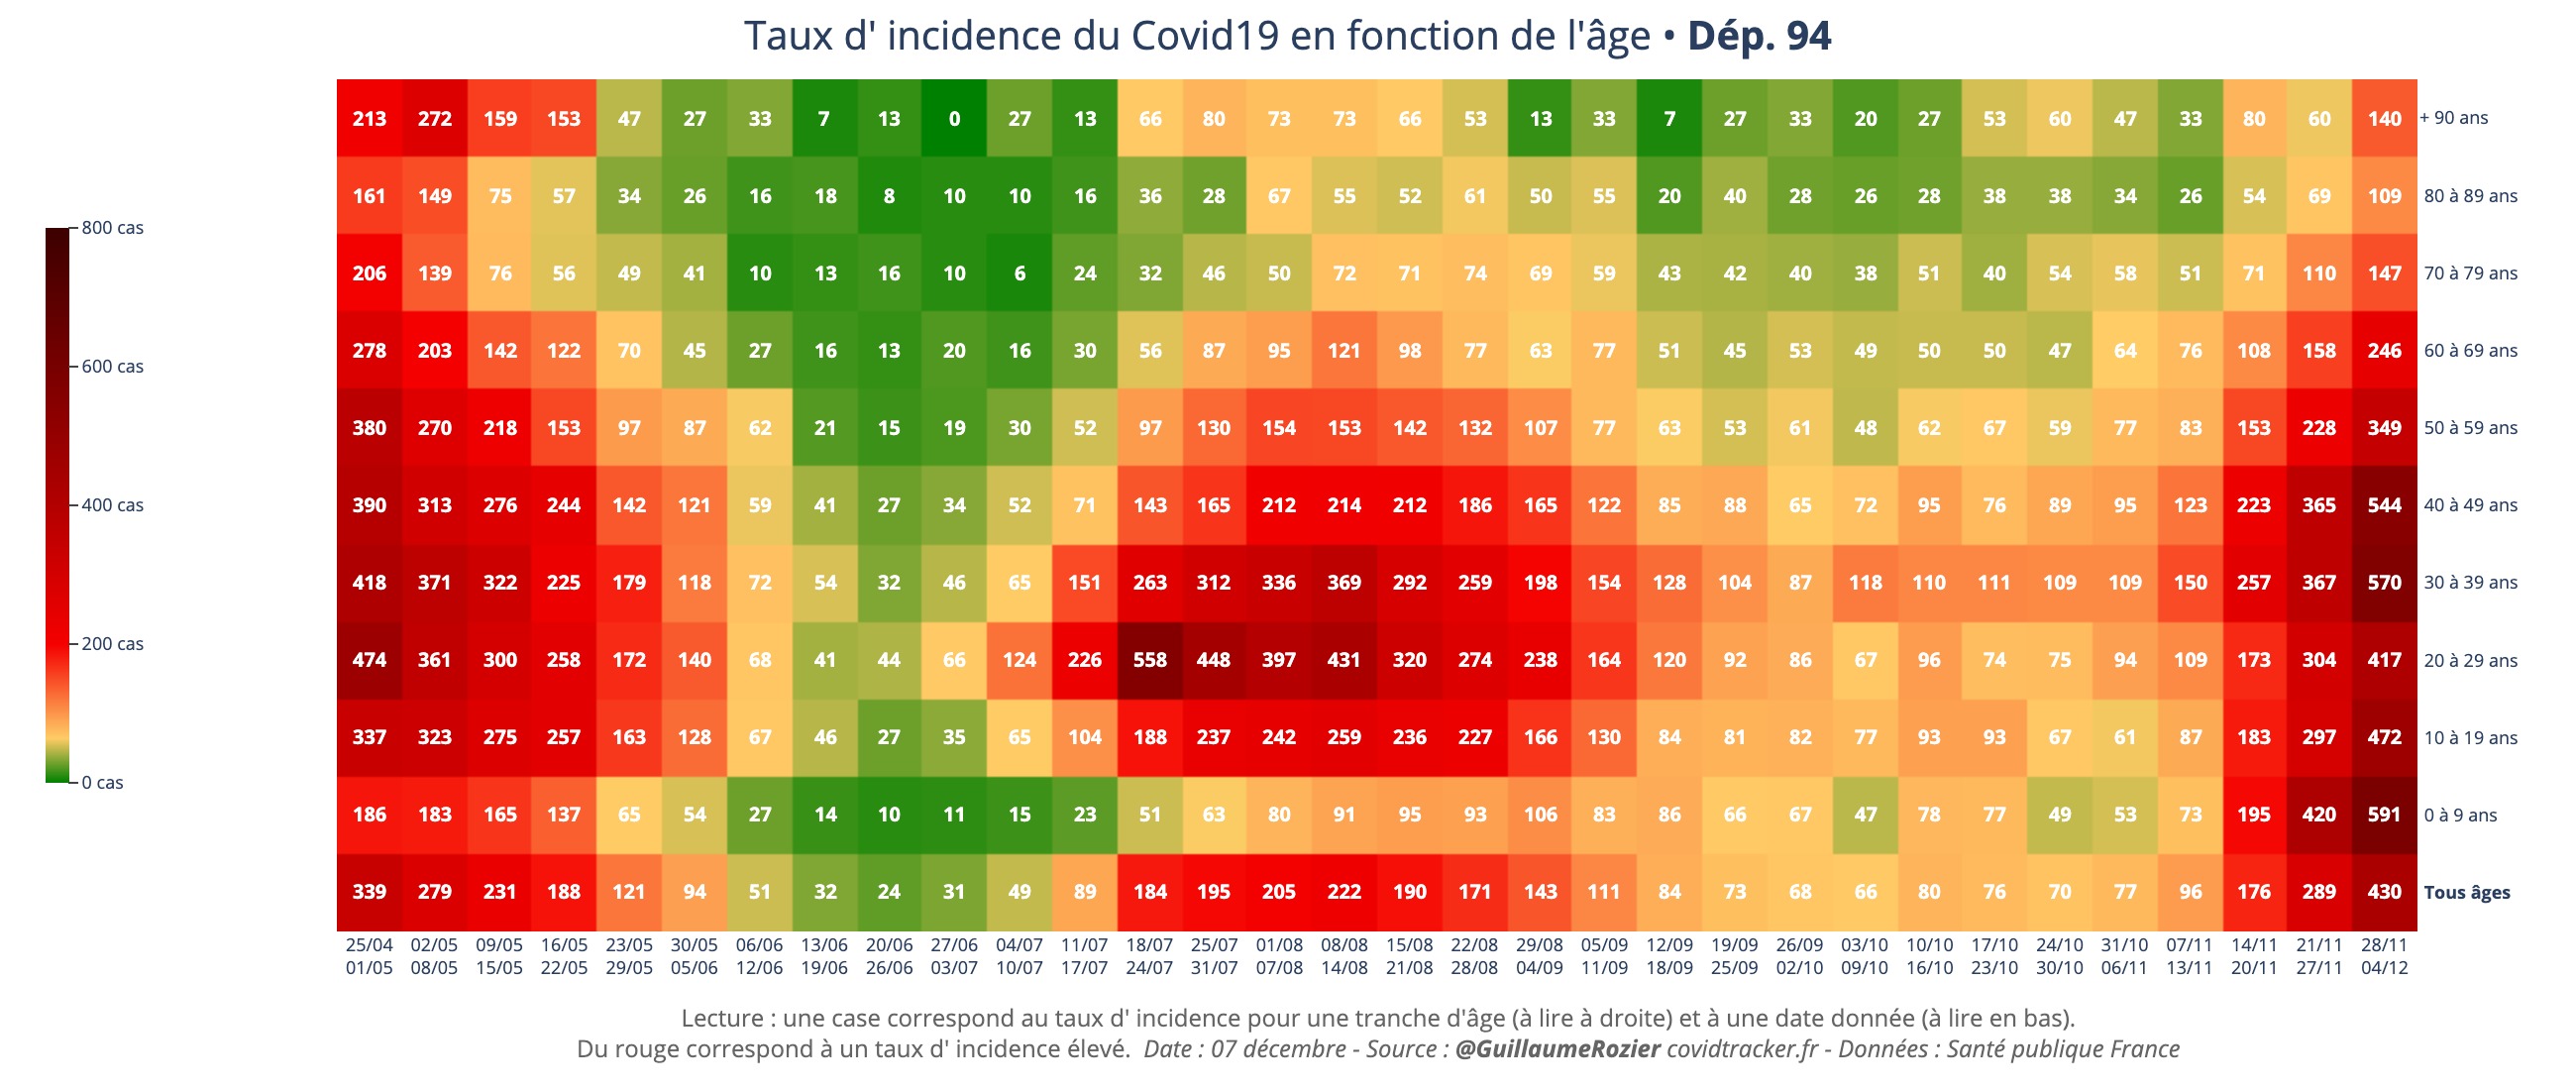 Taux d' incidence du Covid19 en fonction de l'âge • Dép. 94
213 272 159 153 47 27 33 7 13 0 27 13 66 80 73 73 66 53 13 33 7 27 33 20 27 53 60 47 33 80 60 140 + 90 ans
161 149 75 57 34 26 16 18 8 10 10 16 36 28 67 55 52 61 50 55 20 40 28 26 28 38 38 34 26 54 69 109 80 à 89 ans
800 cas
206 139 76 56 49 41 10 13 16 10 6 24 32 46 50 72 71 74 69 59 43 42 40 38 51 40 54 58 51 71 110 147 70 à 79 ans
278 203 142 122 70 45 27 16 13 20 16 30 56 87 95 121 98 77 63 77 51 45 53 49 50 50 47 64 76 108 158 246 60 à 69 ans
600 cas
380 270 218 153 97 87 62 21 15 19 30 52 97 130 154 153 142 132 107 77 63 53 61 48 62 67 59 77 83 153 228 349 50 à 59 ans
400 cas
390 313 276 244 142 121 59 41 27 34 52 71 143 165 212 214 212 186 165 122 85 88 65 72 95 76 89 95 123 223 365 544 40 à 49 ans
418 371 322 225 179 118 72 54 32 46 65 151 263 312 336 369 292 259 198 154 128 104 87 118 110 111 109 109 150 257 367 570 30 à 39 ans
200 cas
474 361 300 258 172 140 68 41 44 66 124 226 558 448 397 431 320 274 238 164 120 92 86 67 96 74 75 94 109 173 304 417 20 à 29 ans
337 323 275 257 163 128 67 46 27 35 65 104 188 237 242 259 236 227 166 130 84 81 82 77 93 93 67 61 87 183 297 472 10 à 19 ans
0 cas
186 183 165 137 65 54 27 14 10 11 15 23 51 63 80 91 95 93 106 83 86 66 67 47 78 77 49 53 73 195 420 591 0 à 9 ans
339 279 231 188 121 94 51 32 24 31 49 89 184 195 205 222 190 171 143 111 84 73 68 66 80 76 70 77 96 176 289 430 Tous âges
25/04 02/05 09/05 16/05 23/05 30/05 06/06 13/06 20/06 27/06 04/07 11/07 18/07 25/07 01/08 08/08 15/08 22/08 29/08 05/09 12/09 19/09 26/09 03/10 10/10 17/10 24/10 31/10 07/11 14/11 21/11 28/11
01/05 08/05 15/05 22/05 29/05 05/06 12/06 19/06 26/06 03/07 10/07 17/07 24/07 31/07 07/08 14/08 21/08 28/08 04/09 11/09 18/09 25/09 02/10 09/10 16/10 23/10 30/10 06/11 13/11 20/11 27/11 04/12
Lecture : une case correspond au taux d' incidence pour une tranche d'âge (à lire à droite) et à une date donnée (à lire en bas).
Du rouge correspond à un taux d' incidence élevé. Date : 07 décembre - Source : @GuillaumeRozier covidtracker.fr - Données : Santé publique France